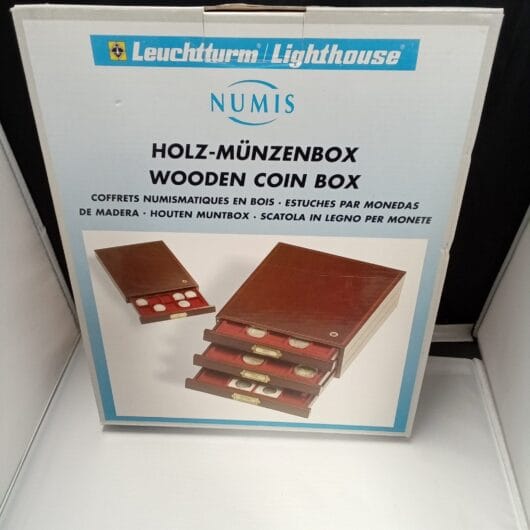 Leuchtturm® | Lighthouse®
NUMIS
HOLZ-MÜNZENBOX
WOODEN COIN BOX
COFFRETS NUMISMATIQUES EN BOIS · ESTUCHES PAR MONEDAS
DE MADERA · HOUTEN MUNTBOX · SCATOLA IN LEGNO PER MONETE